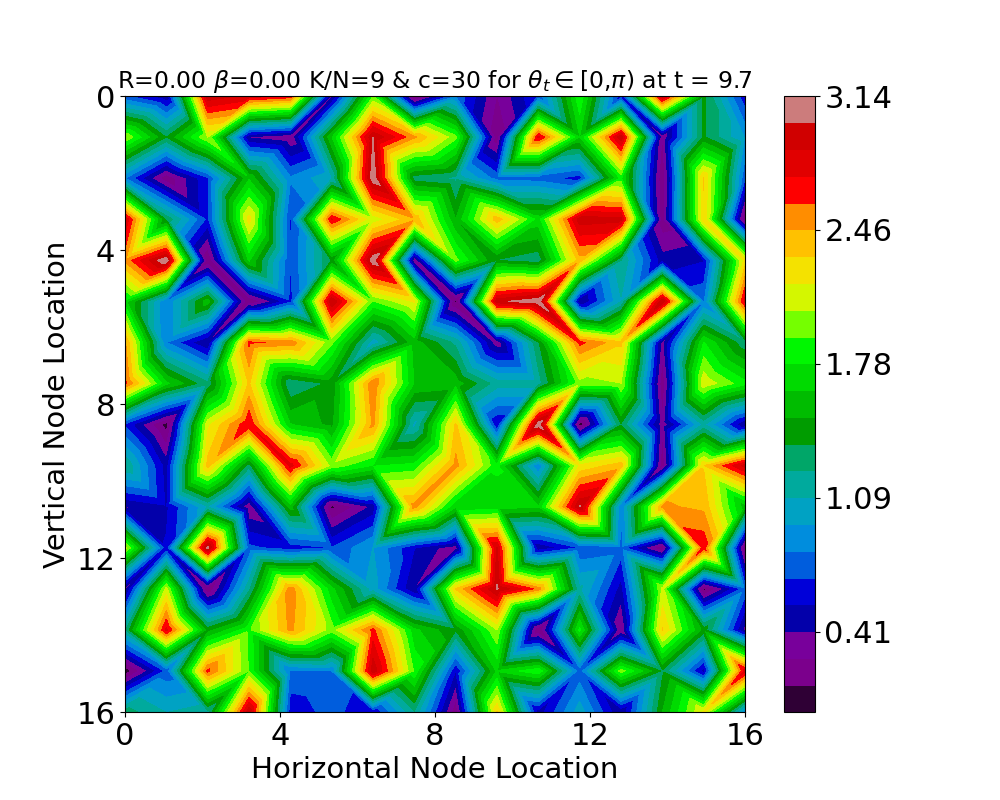 R=0.00 β=0.00 K/N=9 & c=30 for θₜ ∈ [0,π) at t = 9.7
0
4
8
12
16
Vertical Node Location
0 4 8 12 16
Horizontal Node Location
3.14
2.46
1.78
1.09
0.41